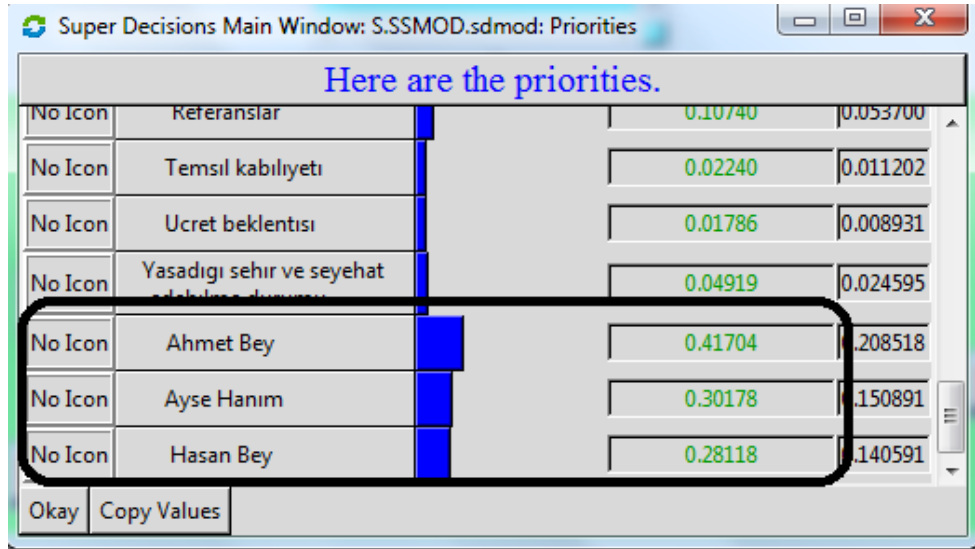 Super Decisions Main Window: S.SSMOD.sdmod: Priorities
Here are the priorities.
No Icon Referanslar 0.10740 0.053700
No Icon Temsıl kabılıyetı 0.02240 0.011202
No Icon Ucret beklentısı 0.01786 0.008931
No Icon Yasadıgı sehır ve seyehat 0.04919 0.024595
No Icon Ahmet Bey 0.41704 .208518
No Icon Ayse Hanım 0.30178 .150891
No Icon Hasan Bey 0.28118 .140591
Okay Copy Values